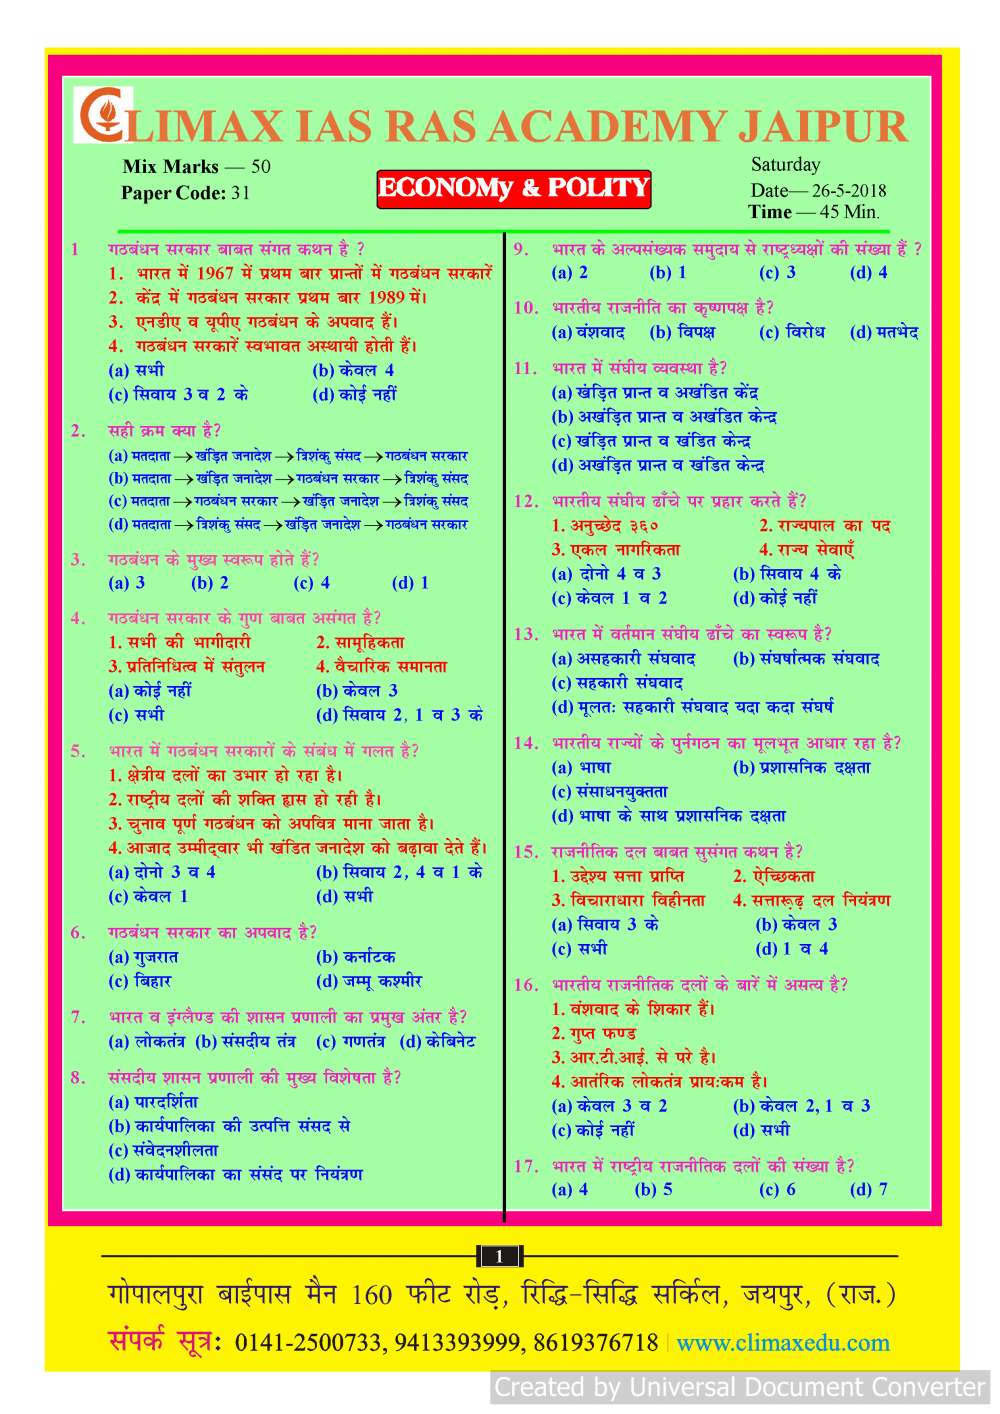 CLIMAX IAS RAS ACADEMY JAIPUR
Mix Marks — 50
Paper Code: 31
ECONOMy & POLITY
Saturday
Date— 26-5-2018
Time — 45 Min.
1 गठबंधन सरकार बाबत संगत कथन है ?
1. भारत में 1967 में प्रथम बार प्रान्तों में गठबंधन सरकारें
2. केंद्र में गठबंधन सरकार प्रथम बार 1989 में।
3. एनडीए व यूपीए गठबंधन के अपवाद हैं।
4. गठबंधन सरकारें स्वभावत अस्थायी होती हैं।
(a) सभी (b) केवल 4
(c) सिवाय 3 व 2 के (d) कोई नहीं
2. सही क्रम क्या है?
(a) मतदाता → खंड़ित जनादेश → त्रिशंकु संसद → गठबंधन सरकार
(b) मतदाता → खंड़ित जनादेश → गठबंधन सरकार → त्रिशंकु संसद
(c) मतदाता → गठबंधन सरकार → खंड़ित जनादेश → त्रिशंकु संसद
(d) मतदाता → त्रिशंकु संसद → खंड़ित जनादेश → गठबंधन सरकार
3. गठबंधन के मुख्य स्वरूप होते हैं?
(a) 3 (b) 2 (c) 4 (d) 1
4. गठबंधन सरकार के गुण बाबत असंगत है?
1. सभी की भागीदारी 2. सामूहिकता
3. प्रतिनिधित्व में संतुलन 4. वैचारिक समानता
(a) कोई नहीं (b) केवल 3
(c) सभी (d) सिवाय 2, 1 व 3 के
5. भारत में गठबंधन सरकारों के संबंध में गलत है?
1. क्षेत्रीय दलों का उभार हो रहा है।
2. राष्ट्रीय दलों की शक्ति ह्रास हो रही है।
3. चुनाव पूर्ण गठबंधन को अपवित्र माना जाता है।
4. आजाद उम्मीद्वार भी खंडित जनादेश को बढ़ावा देते हैं।
(a) दोनो 3 व 4 (b) सिवाय 2, 4 व 1 के
(c) केवल 1 (d) सभी
6. गठबंधन सरकार का अपवाद है?
(a) गुजरात (b) कर्नाटक
(c) बिहार (d) जम्मू कश्मीर
7. भारत व इंग्लैण्ड की शासन प्रणाली का प्रमुख अंतर है?
(a) लोकतंत्र (b) संसदीय तंत्र (c) गणतंत्र (d) केबिनेट
8. संसदीय शासन प्रणाली की मुख्य विशेषता है?
(a) पारदर्शिता
(b) कार्यपालिका की उत्पत्ति संसद से
(c) संवेदनशीलता
(d) कार्यपालिका का संसंद पर नियंत्रण
9. भारत के अल्पसंख्यक समुदाय से राष्ट्रध्यक्षों की संख्या हैं ?
(a) 2 (b) 1 (c) 3 (d) 4
10. भारतीय राजनीति का कृष्णपक्ष है?
(a) वंशवाद (b) विपक्ष (c) विरोध (d) मतभेद
11. भारत में संघीय व्यवस्था है?
(a) खंड़ित प्रान्त व अखंडित केंद्र
(b) अखंड़ित प्रान्त व अखंडित केन्द्र
(c) खंड़ित प्रान्त व खंडित केन्द्र
(d) अखंड़ित प्रान्त व खंडित केन्द्र
12. भारतीय संघीय ढाँचे पर प्रहार करते हैं?
1. अनुच्छेद ३६० 2. राज्यपाल का पद
3. एकल नागरिकता 4. राज्य सेवाएँ
(a) दोनो 4 व 3 (b) सिवाय 4 के
(c) केवल 1 व 2 (d) कोई नहीं
13. भारत में वर्तमान संघीय ढाँचे का स्वरूप है?
(a) असहकारी संघवाद (b) संघर्षात्मक संघवाद
(c) सहकारी संघवाद
(d) मूलतः सहकारी संघवाद यदा कदा संघर्ष
14. भारतीय राज्यों के पुर्नगठन का मूलभूत आधार रहा है?
(a) भाषा (b) प्रशासनिक दक्षता
(c) संसाधनयुक्तता
(d) भाषा के साथ प्रशासनिक दक्षता
15. राजनीतिक दल बाबत सुसंगत कथन है?
1. उद्देश्य सत्ता प्राप्ति 2. ऐच्छिकता
3. विचाराधारा विहीनता 4. सत्तारूढ़ दल नियंत्रण
(a) सिवाय 3 के (b) केवल 3
(c) सभी (d) 1 व 4
16. भारतीय राजनीतिक दलों के बारें में असत्य है?
1. वंशवाद के शिकार हैं।
2. गुप्त फण्ड
3. आर.टी.आई. से परे है।
4. आतंरिक लोकतंत्र प्रायःकम है।
(a) केवल 3 व 2 (b) केवल 2, 1 व 3
(c) कोई नहीं (d) सभी
17. भारत में राष्ट्रीय राजनीतिक दलों की संख्या है?
(a) 4 (b) 5 (c) 6 (d) 7
1
गोपालपुरा बाईपास मैन 160 फीट रोड़, रिद्धि-सिद्धि सर्किल, जयपुर, (राज.)
संपर्क सूत्र: 0141-2500733, 9413393999, 8619376718 | www.climaxedu.com
Created by Universal Document Converter